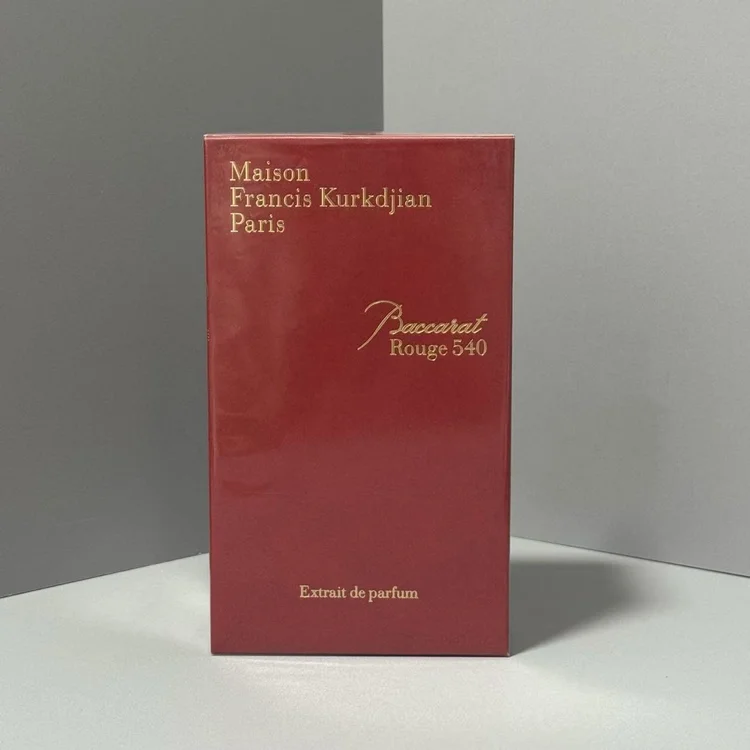 Maison
Francis Kurkdjian
Paris
Baccarat
Rouge 540
Extrait de parfum